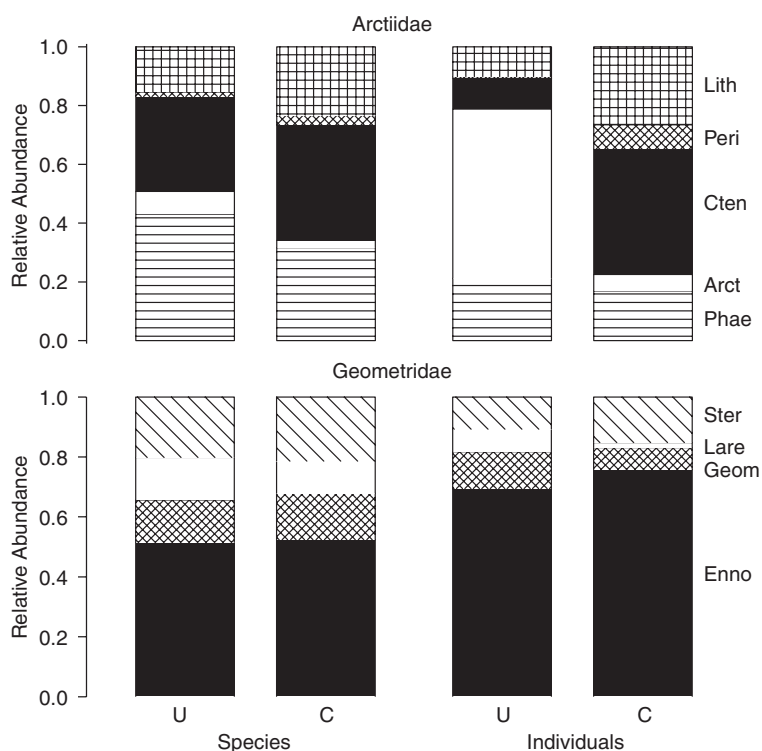 Arctiidae
Relative Abundance
1.0
0.8
0.6
0.4
0.2
0.0
Lith
Peri
Cten
Arct
Phae
Geometridae
Relative Abundance
1.0
0.8
0.6
0.4
0.2
0.0
Ster
Lare
Geom
Enno
U C U C
Species Individuals